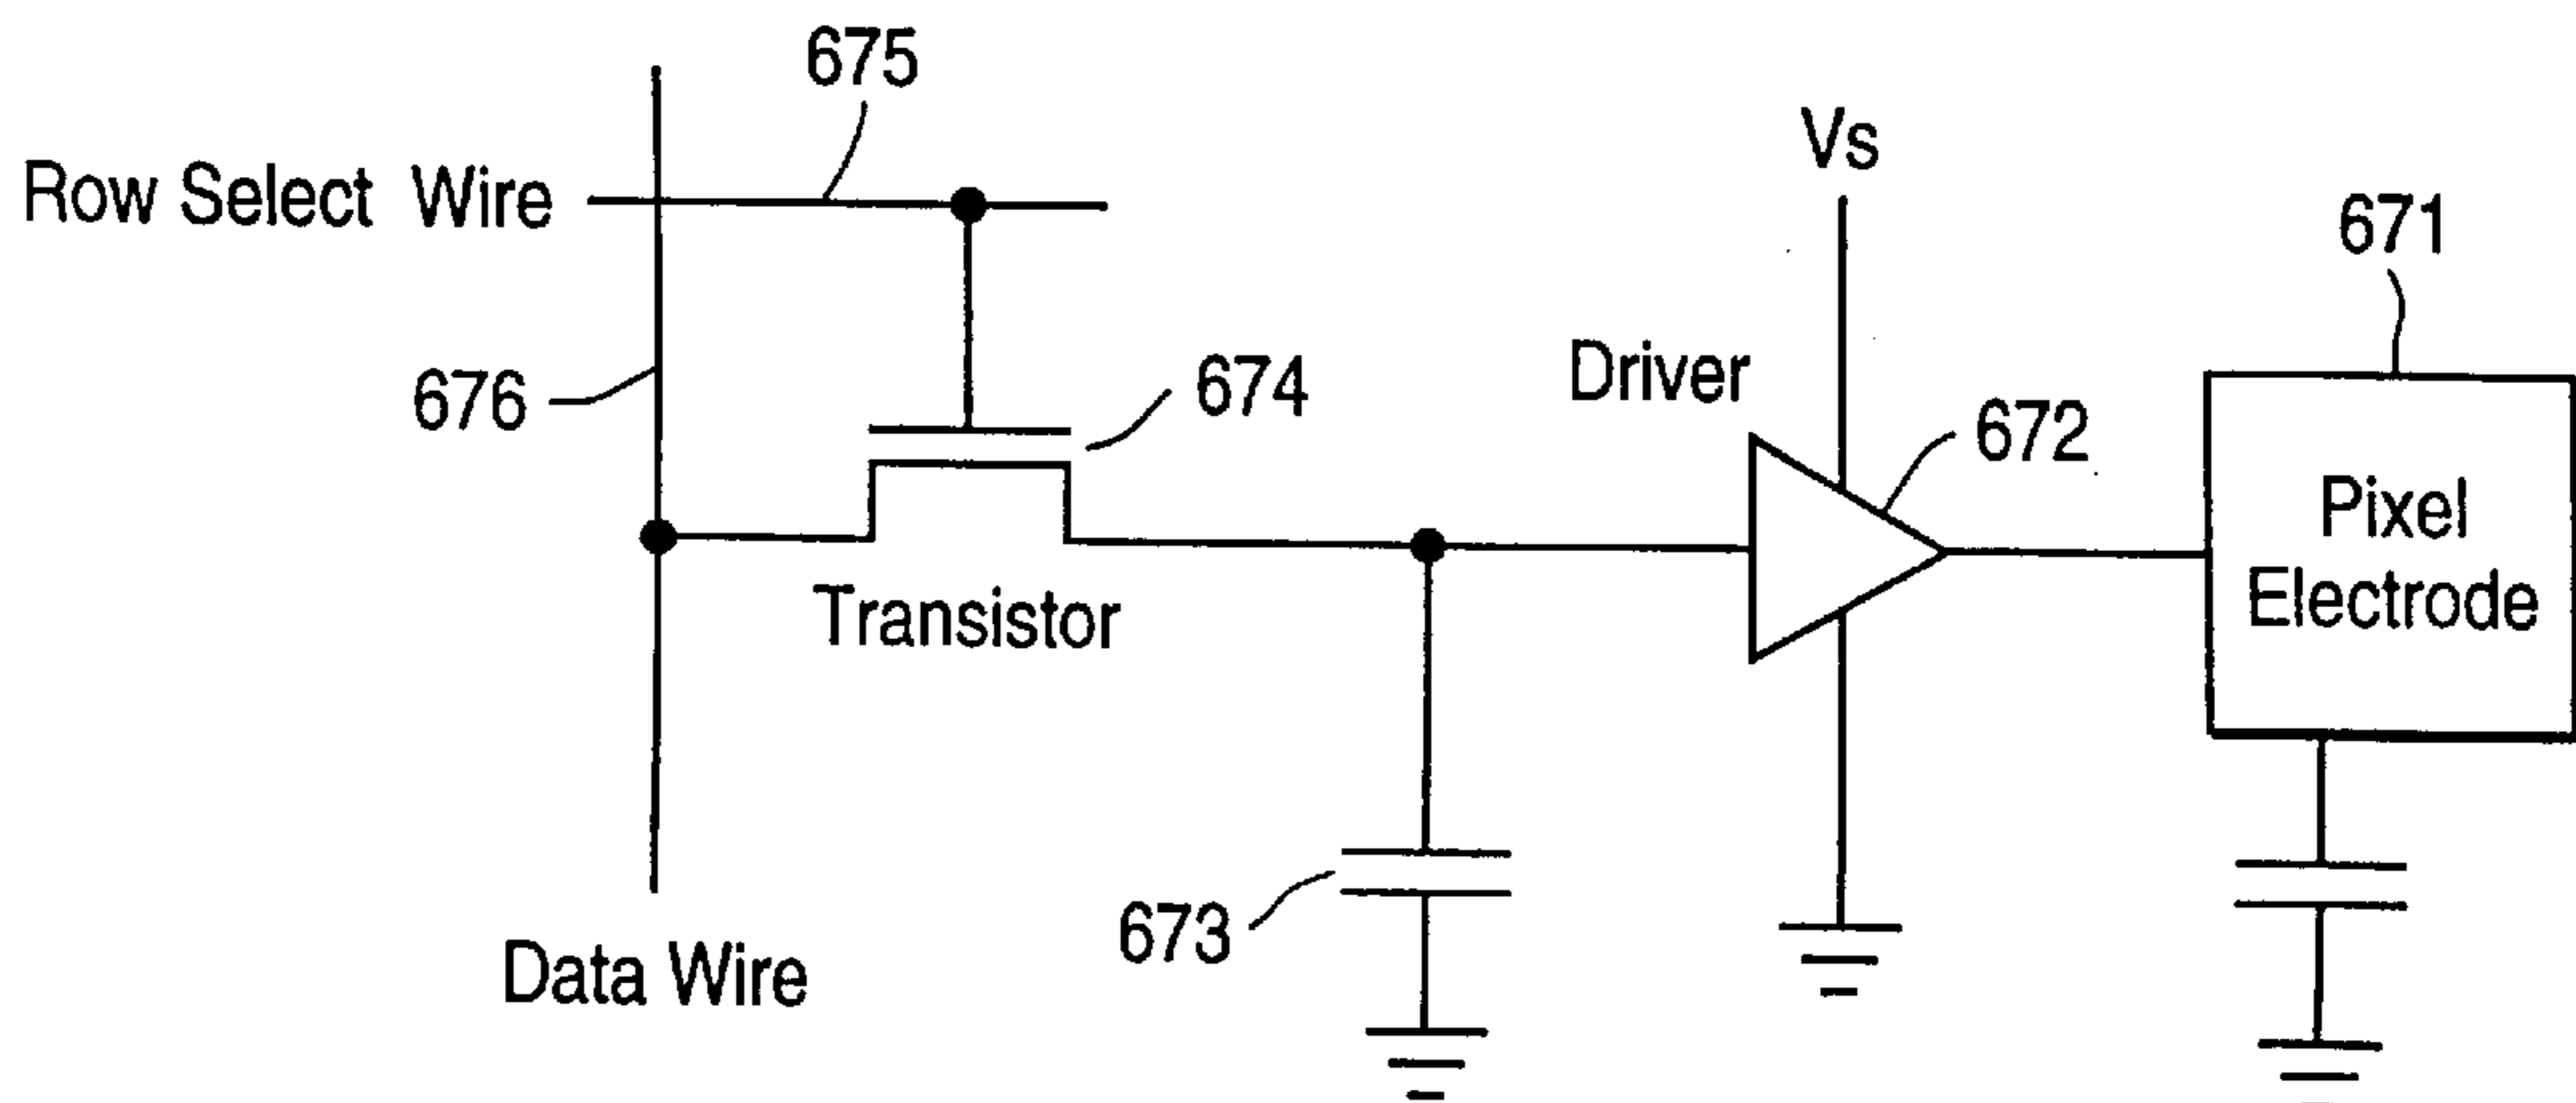 675
Row Select Wire
Vs
671
676
674
Driver
672
Pixel
Electrode
Transistor
673
Data Wire